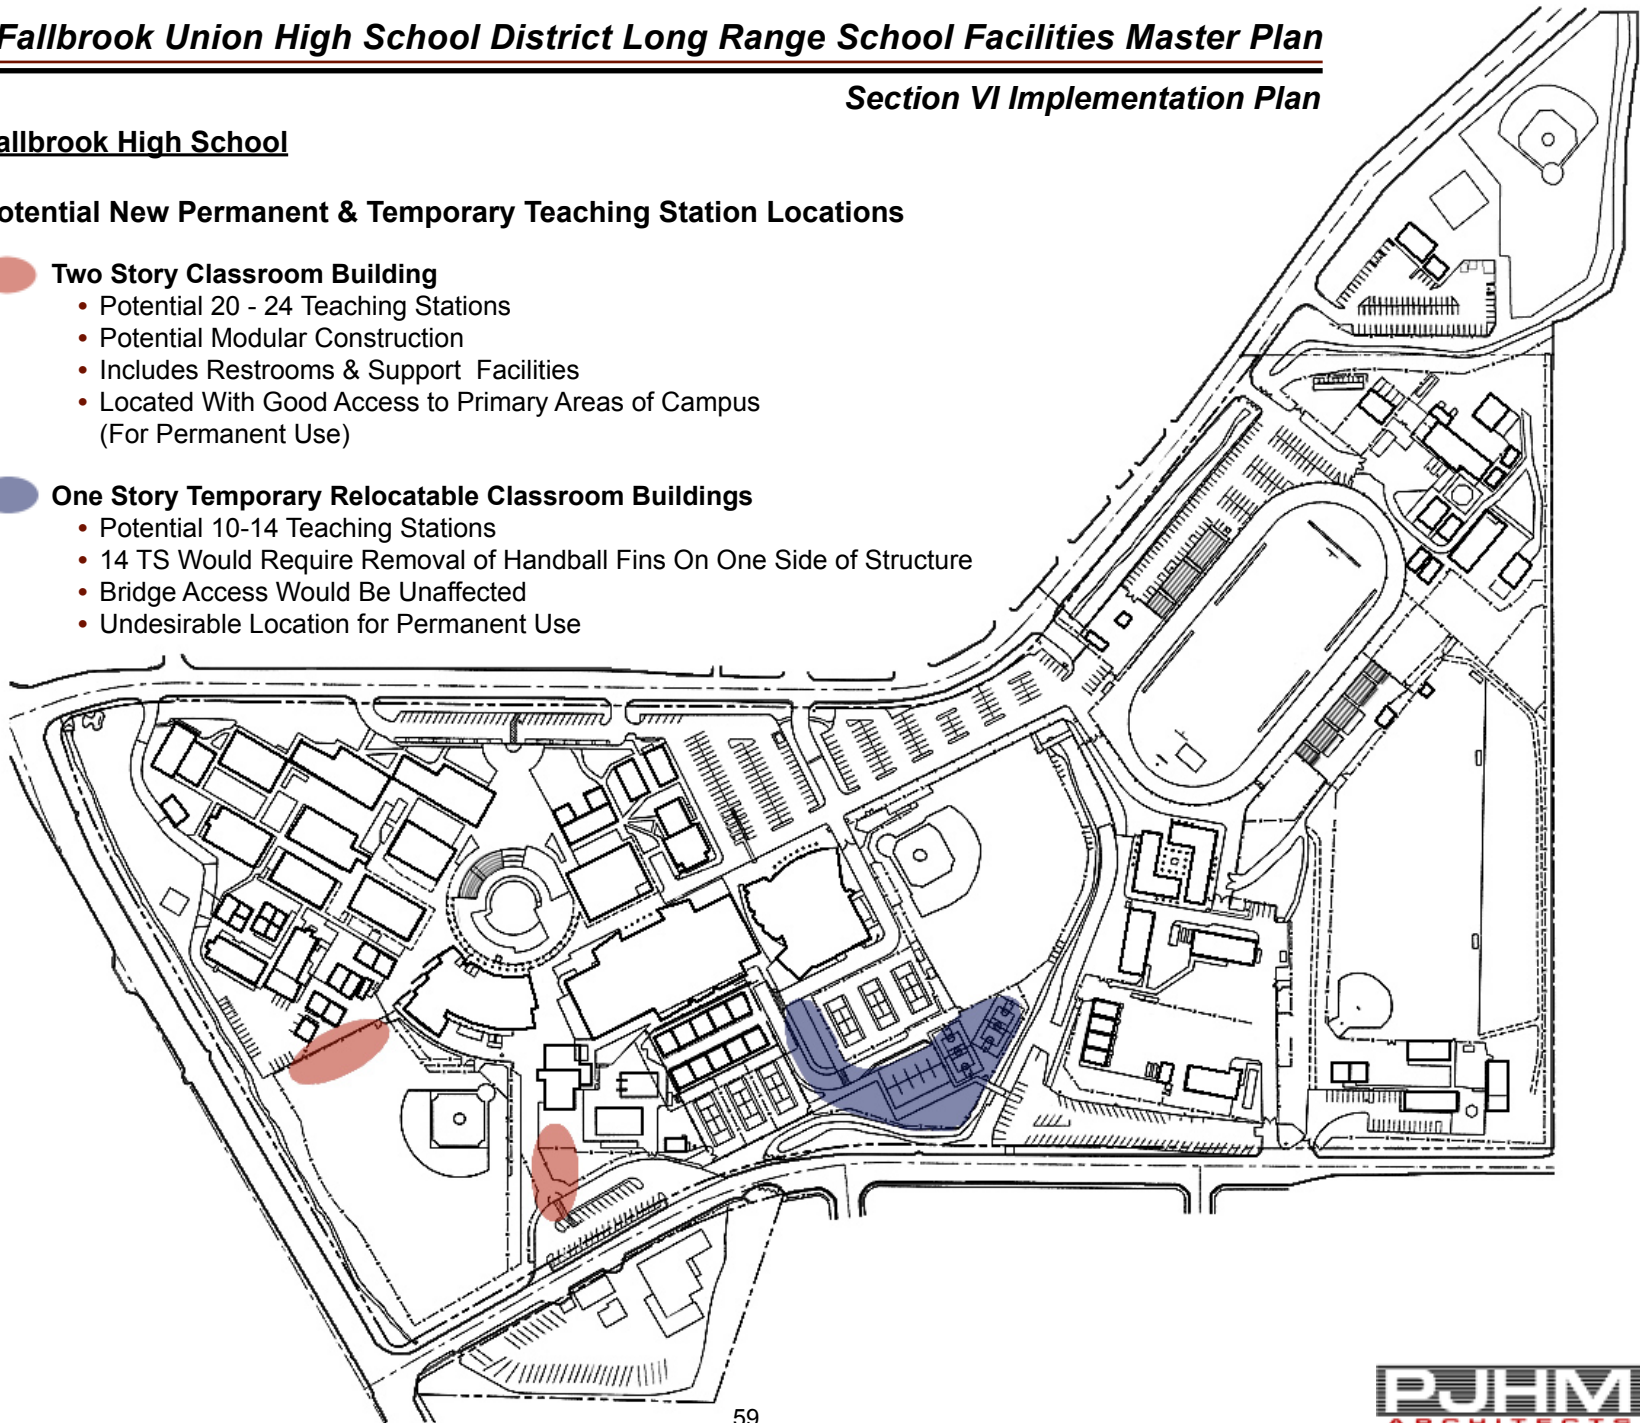 Fallbrook Union High School District Long Range School Facilities Master Plan
Section VI Implementation Plan
allbrook High School
otential New Permanent & Temporary Teaching Station Locations
Two Story Classroom Building
• Potential 20 - 24 Teaching Stations
• Potential Modular Construction
• Includes Restrooms & Support Facilities
• Located With Good Access to Primary Areas of Campus
(For Permanent Use)
One Story Temporary Relocatable Classroom Buildings
• Potential 10-14 Teaching Stations
• 14 TS Would Require Removal of Handball Fins On One Side of Structure
• Bridge Access Would Be Unaffected
• Undesirable Location for Permanent Use
59
PJHM
ARCHITECTS